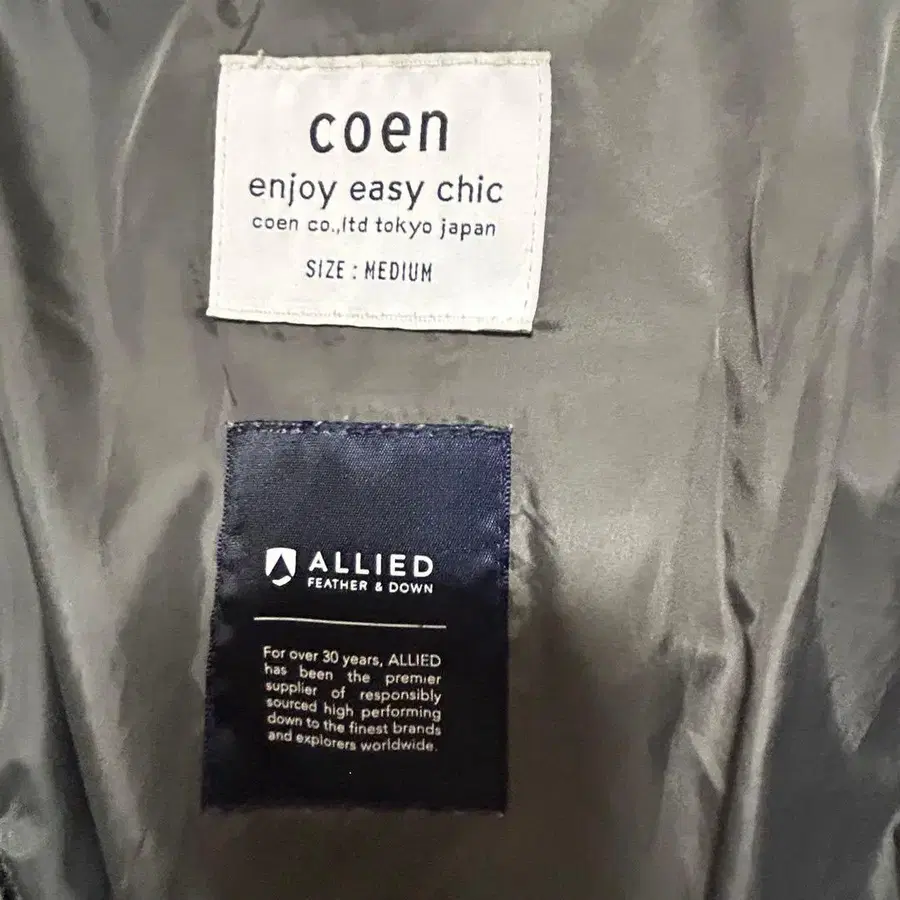 coen
enjoy easy chic
coen co.,ltd tokyo japan
SIZE : MEDIUM
ALLIED
FEATHER & DOWN
For over 30 years, ALLIED
has been the premier
supplier of responsibly
sourced high performing
down to the finest brands
and explorers worldwide.